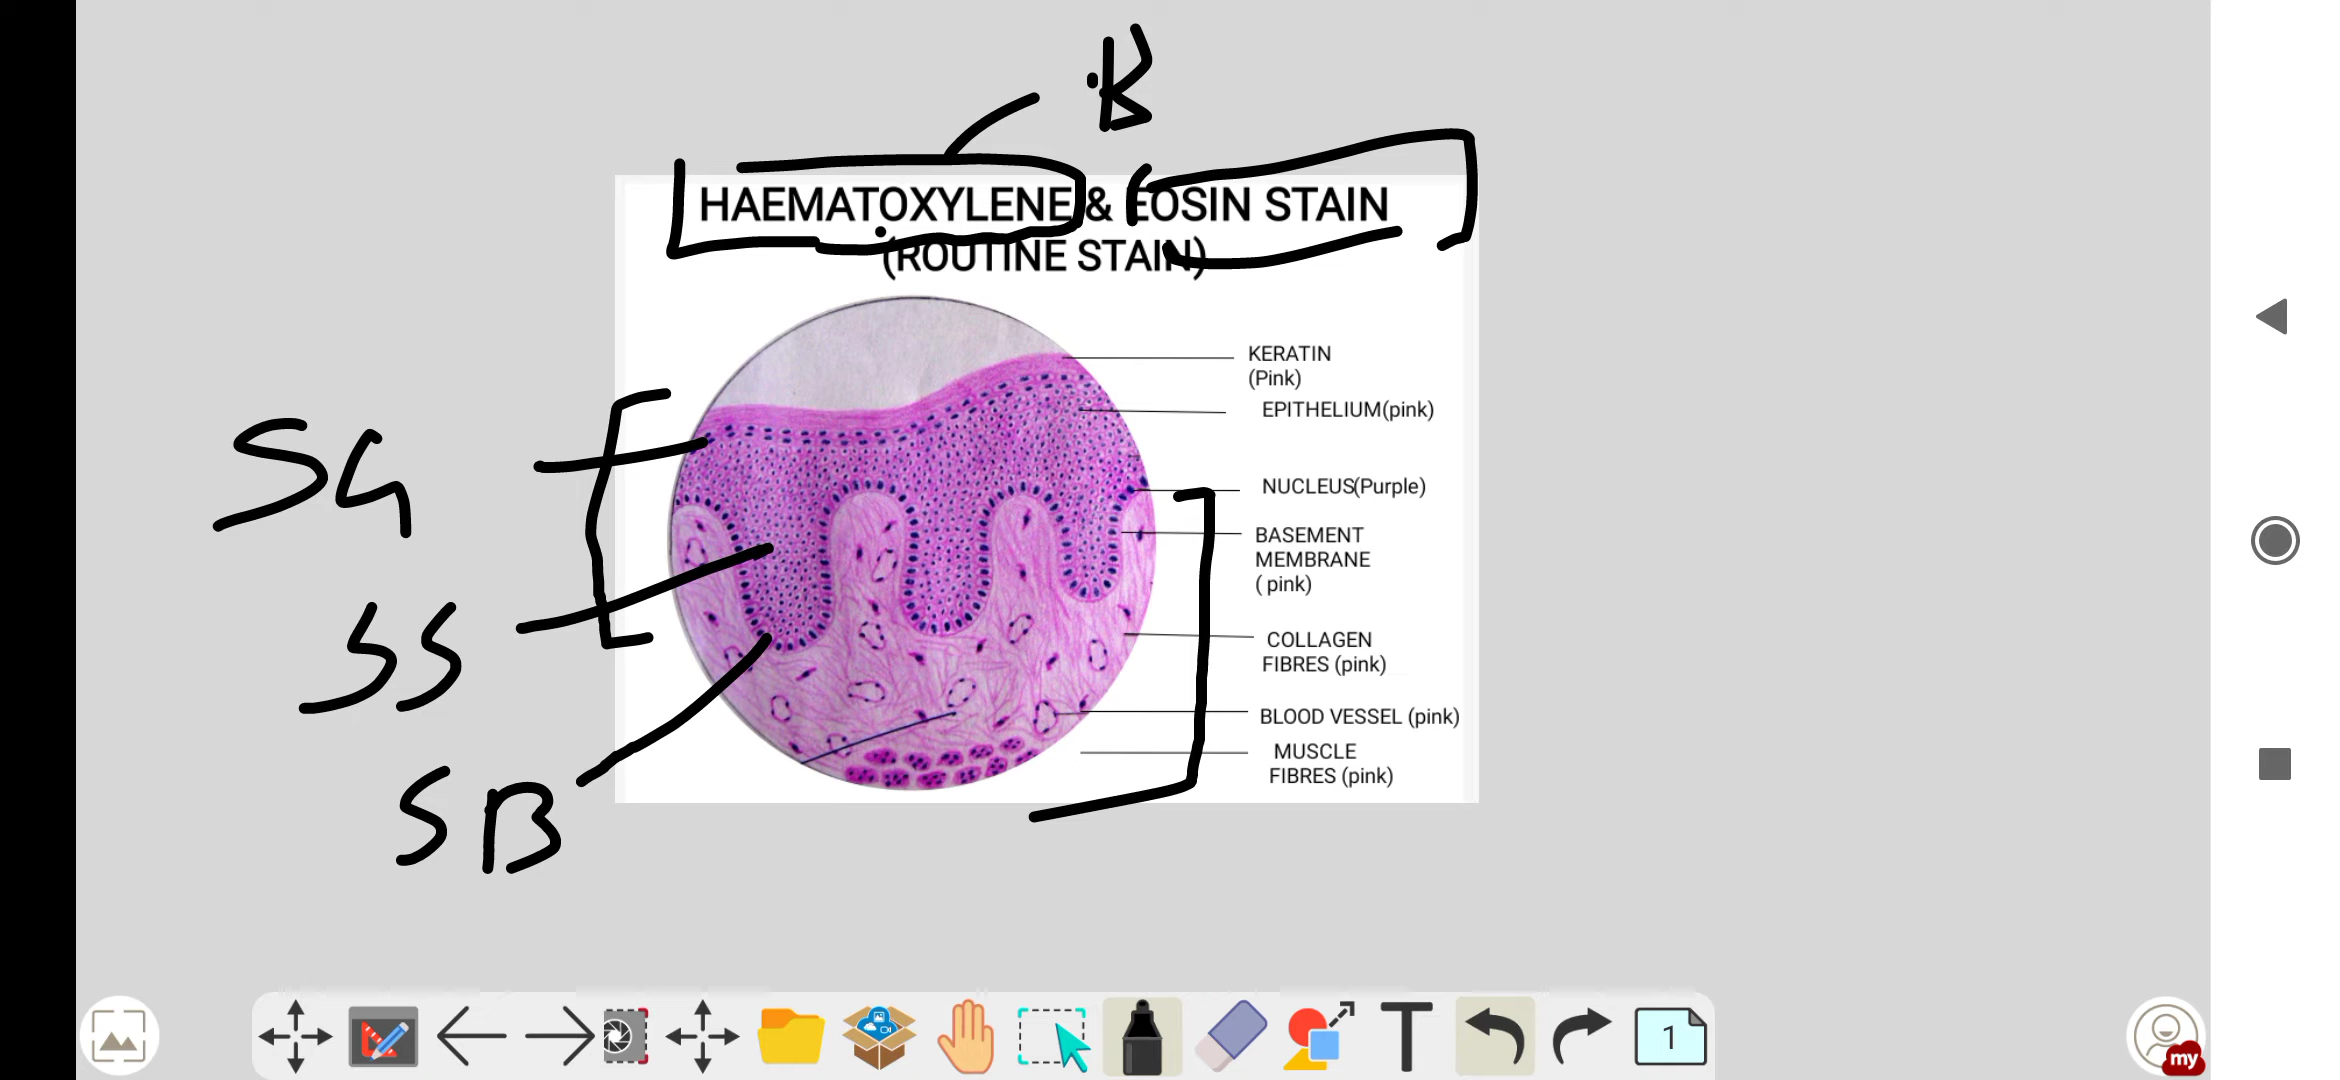 B
HAEMATOXYLENE & EOSIN STAIN
(ROUTINE STAIN)
KERATIN
(Pink)
EPITHELIUM(pink)
SG
NUCLEUS(Purple)
BASEMENT
MEMBRANE
( pink)
SS
COLLAGEN
FIBRES (pink)
BLOOD VESSEL (pink)
MUSCLE
FIBRES (pink)
SB
T
1
my